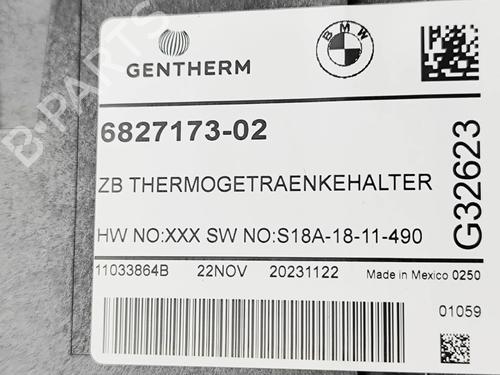 GENTHERM
BMW
6827173-02
ZB THERMOGETRAENKEHALTER
HW NO:XXX SW NO:S18A-18-11-490
11033864B 22NOV 20231122 Made in Mexico 0250
01059
G32623
B-PARTS